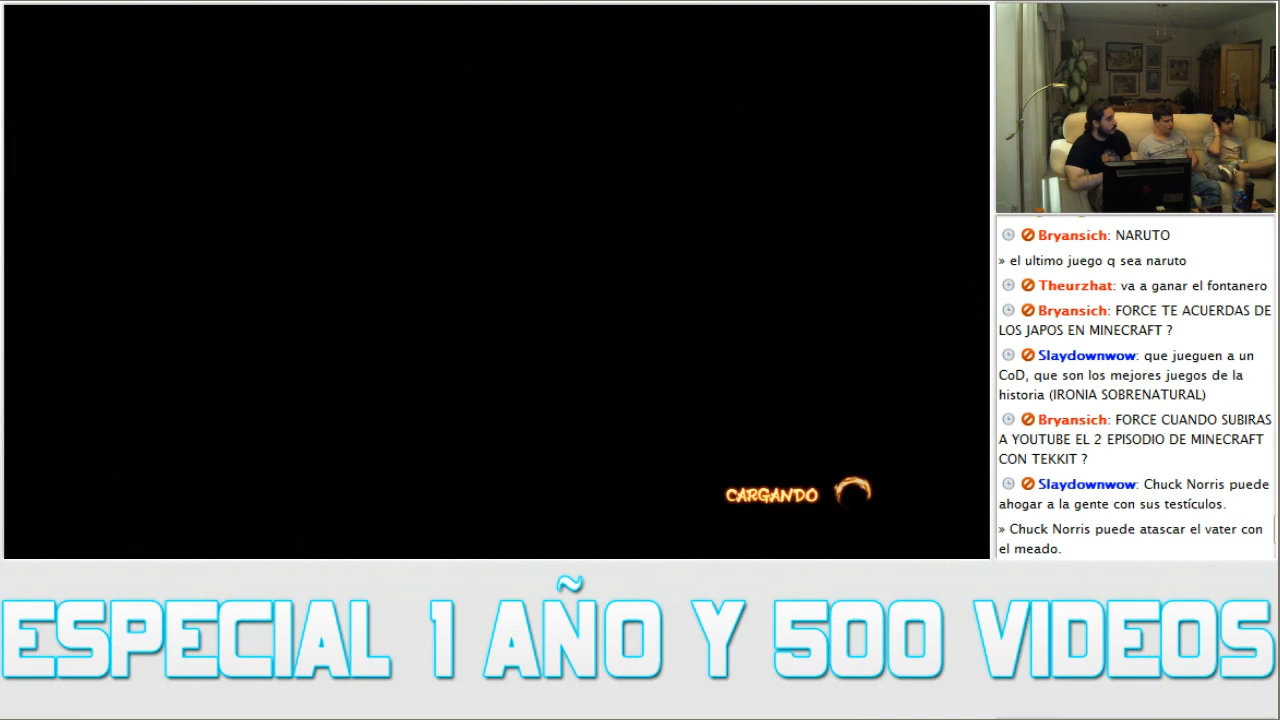 Bryansich: NARUTO
» el ultimo juego q sea naruto
Theurzhat: va a ganar el fontanero
Bryansich: FORCE TE ACUERDAS DE
LOS JAPOS EN MINECRAFT ?
Slaydownwow: que jueguen a un
CoD, que son los mejores juegos de la
historia (IRONIA SOBRENATURAL)
Bryansich: FORCE CUANDO SUBIRAS
A YOUTUBE EL 2 EPISODIO DE MINECRAFT
CON TEKKIT ?
Slaydownwow: Chuck Norris puede
ahogar a la gente con sus testículos.
» Chuck Norris puede atascar el vater con
el meado.
CARGANDO
ESPECIAL 1 AÑO Y 500 VIDEOS